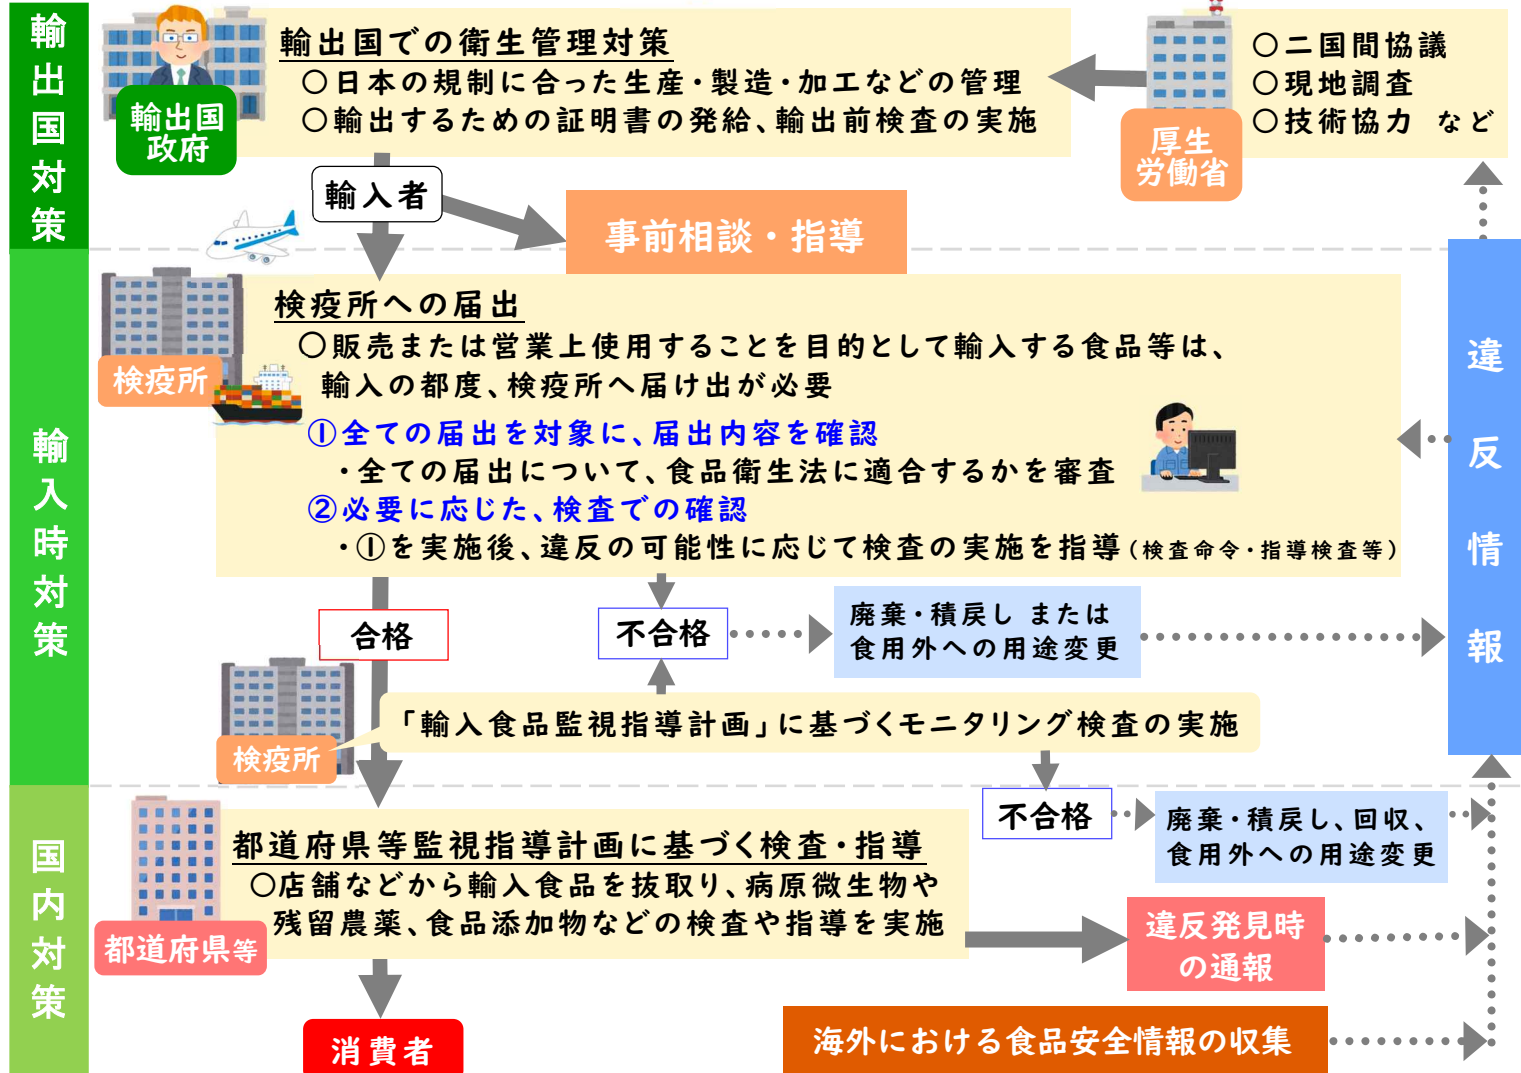 輸出国対策
輸出国政府
輸出国での衛生管理対策
○日本の規制に合った生産・製造・加工などの管理
○輸出するための証明書の発給、輸出前検査の実施
厚生労働省
○二国間協議
○現地調査
○技術協力 など
輸入者
事前相談・指導
輸入時対策
検疫所
検疫所への届出
○販売または営業上使用することを目的として輸入する食品等は、
輸入の都度、検疫所へ届け出が必要
①全ての届出を対象に、届出内容を確認
・全ての届出について、食品衛生法に適合するかを審査
②必要に応じた、検査での確認
・①を実施後、違反の可能性に応じて検査の実施を指導(検査命令・指導検査等)
違反情報
合格
不合格
廃棄・積戻し または
食用外への用途変更
検疫所
「輸入食品監視指導計画」に基づくモニタリング検査の実施
不合格
廃棄・積戻し、回収、
食用外への用途変更
国内対策
都道府県等
都道府県等監視指導計画に基づく検査・指導
○店舗などから輸入食品を抜取り、病原微生物や
残留農薬、食品添加物などの検査や指導を実施
違反発見時
の通報
消費者
海外における食品安全情報の収集